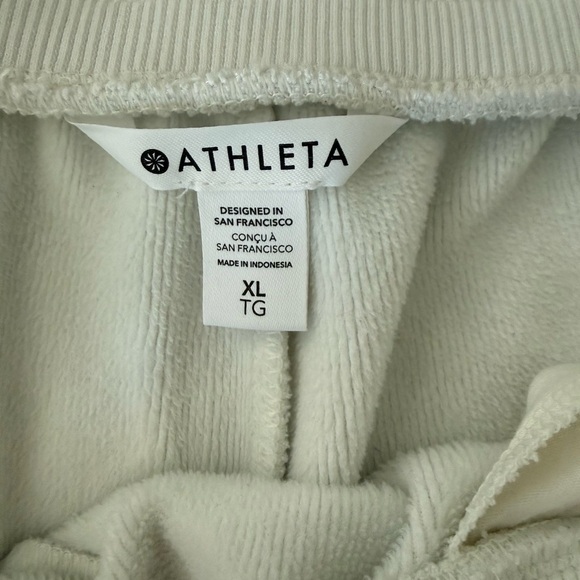 ATHLETA
DESIGNED IN
SAN FRANCISCO
CONÇU À
SAN FRANCISCO
MADE IN INDONESIA
XL
TG